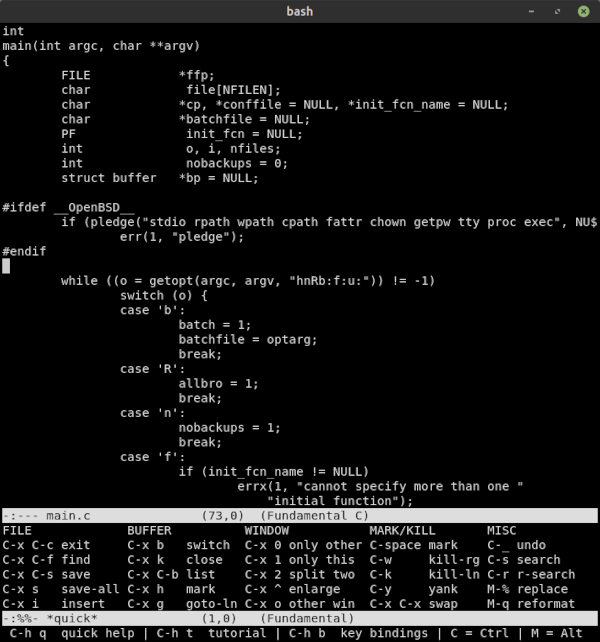 bash
int
main(int argc, char **argv)
{
        FILE            *ffp;
        char             file[NFILEN];
        char            *cp, *conffile = NULL, *init_fcn_name = NULL;
        char            *batchfile = NULL;
        PF               init_fcn = NULL;
        int              o, i, nfiles;
        int              nobackups = 0;
        struct buffer   *bp = NULL;
#ifdef __OpenBSD__
        if (pledge("stdio rpath wpath cpath fattr chown getpw tty proc exec", NU$
                err(1, "pledge");
#endif
        while ((o = getopt(argc, argv, "hnRb:f:u:")) != -1)
                switch (o) {
                case 'b':
                        batch = 1;
                        batchfile = optarg;
                        break;
                case 'R':
                        allbro = 1;
                        break;
                case 'n':
                        nobackups = 1;
                        break;
                case 'f':
                        if (init_fcn_name != NULL)
                                errx(1, "cannot specify more than one "
                                    "initial function");
-:--- main.c               (73,0)  (Fundamental C)
FILE             BUFFER          WINDOW           MARK/KILL       MISC
C-x C-c exit     C-x b   switch  C-x 0 only other C-space mark    C-_ undo
C-x C-f find     C-x k   close   C-x 1 only this  C-w     kill-rg C-s search
C-x C-s save     C-x C-b list    C-x 2 split two  C-k     kill-ln C-r r-search
C-x s   save-all C-x h   mark    C-x ^ enlarge    C-y     yank    M-% replace
C-x i   insert   C-x g   goto-ln C-x o other win  C-x C-x swap    M-q reformat
-:%%- *quick*              (1,0)  (Fundamental)
 C-h q  quick help | C-h t  tutorial | C-h b  key bindings | C = Ctrl | M = Alt